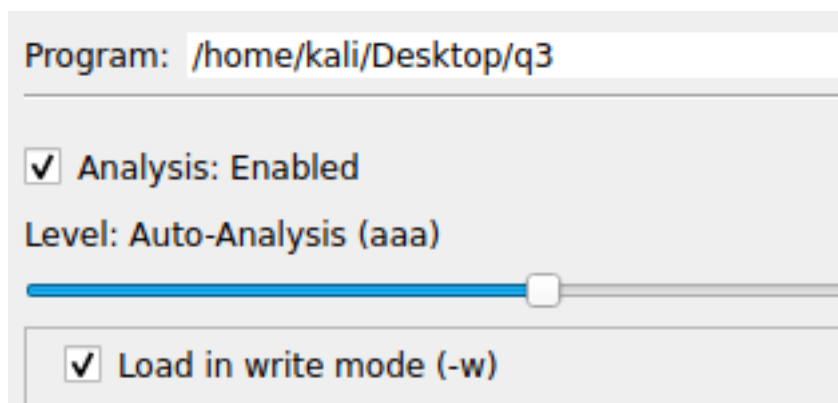 Program: /home/kali/Desktop/q3
Analysis: Enabled
Level: Auto-Analysis (aaa)
Load in write mode (-w)